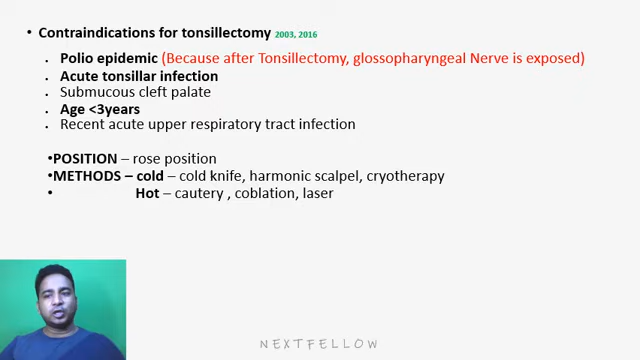 • Contraindications for tonsillectomy 2003, 2016
• Polio epidemic (Because after Tonsillectomy, glossopharyngeal Nerve is exposed)
• Acute tonsillar infection
• Submucous cleft palate
• Age <3years
• Recent acute upper respiratory tract infection
•POSITION – rose position
•METHODS – cold – cold knife, harmonic scalpel, cryotherapy
• Hot – cautery , coblation, laser
NEXTFELLOW